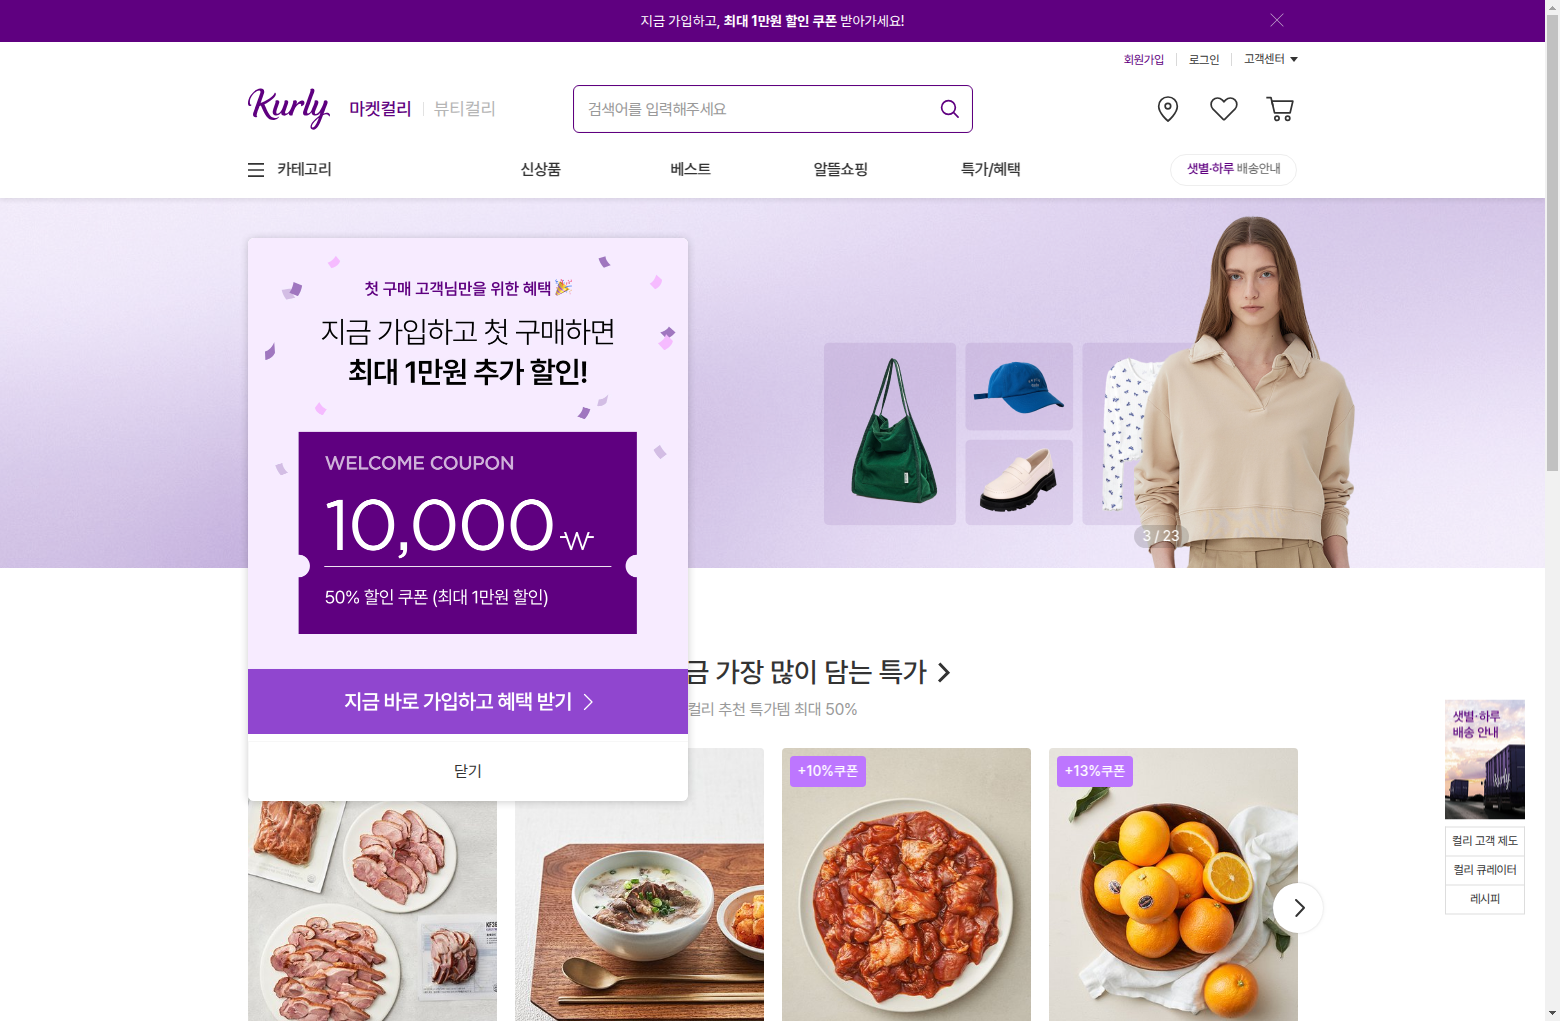 지금 가입하고, 최대 1만원 할인 쿠폰 받아가세요!
회원가입
로그인
고객센터
Kurly
마켓컬리
뷰티컬리
검색어를 입력해주세요
카테고리
신상품
베스트
알뜰쇼핑
특가/혜택
샛별·하루 배송안내
첫 구매 고객님만을 위한 혜택
지금 가입하고 첫 구매하면
최대 1만원 추가 할인!
WELCOME COUPON
10,000₩
50% 할인 쿠폰 (최대 1만원 할인)
지금 바로 가입하고 혜택 받기
닫기
3 / 23
금 가장 많이 담는 특가
컬리 추천 특가템 최대 50%
+10%쿠폰
+13%쿠폰
샛별·하루
배송 안내
Kurly
컬리 고객 제도
컬리 큐레이터
레시피